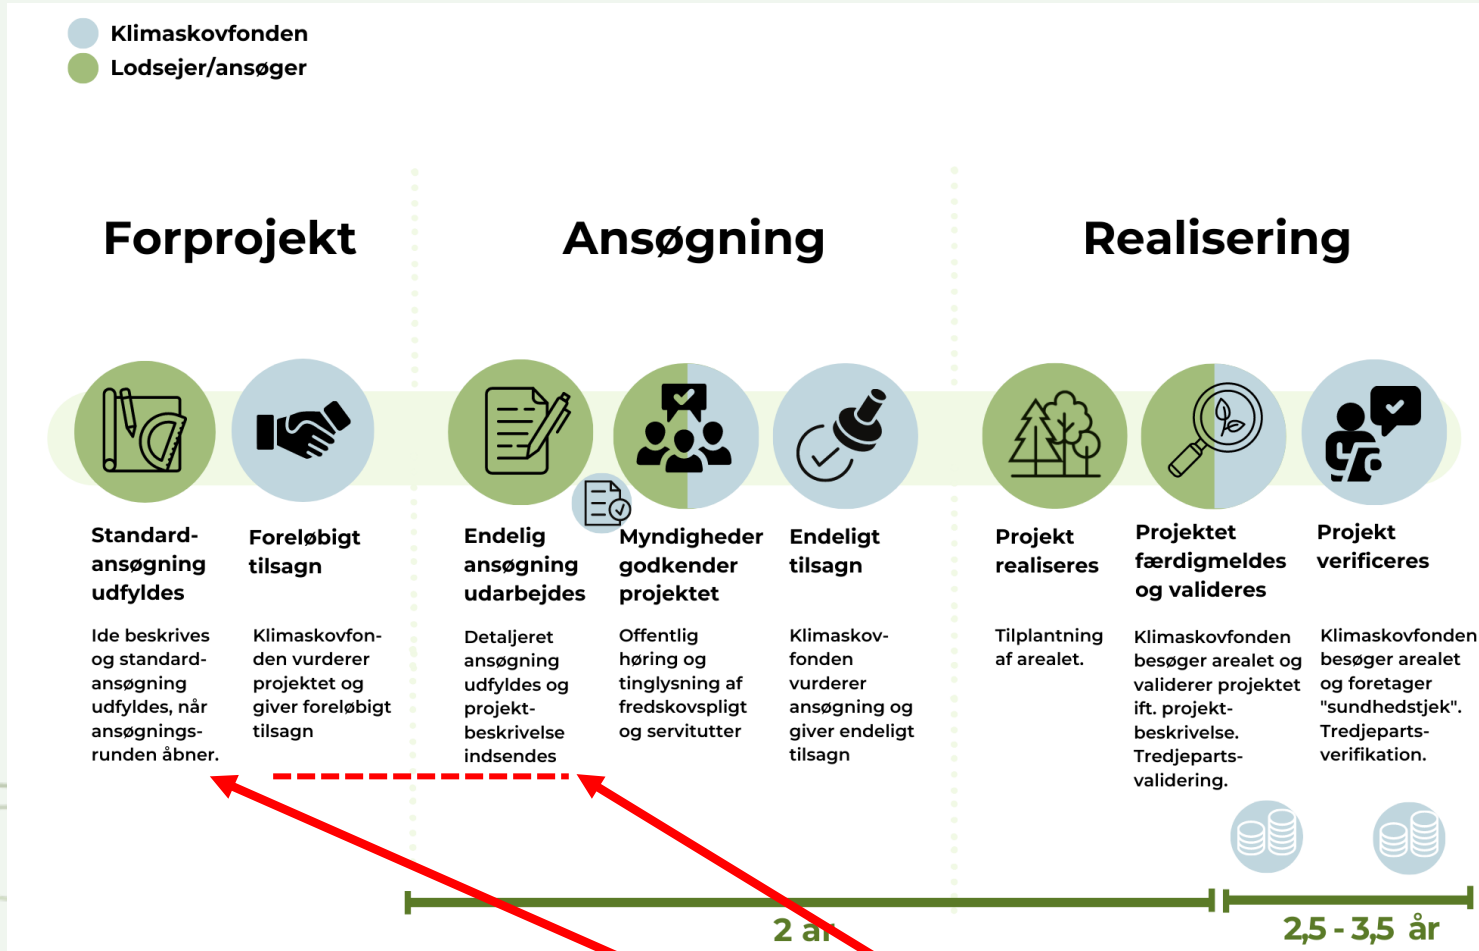 Klimaskovfonden
Lodsejer/ansøger
Forprojekt
Ansøgning
Realisering
Standard-
ansøgning
udfyldes
Ide beskrives
og standard-
ansøgning
udfyldes, når
ansøgnings-
runden åbner.
Foreløbigt
tilsagn
Klimaskovfon-
den vurderer
projektet og
giver foreløbigt
tilsagn
Endelig
ansøgning
udarbejdes
Detaljeret
ansøgning
udfyldes og
projekt-
beskrivelse
indsendes
Myndigheder
godkender
projektet
Offentlig
høring og
tinglysning af
fredskovspligt
og servitutter
Endeligt
tilsagn
Klimaskov-
fonden
vurderer
ansøgning og
giver endeligt
tilsagn
Projekt
realiseres
Tilplantning
af arealet.
Projektet
færdigmeldes
og valideres
Klimaskovfonden
besøger arealet og
validerer projektet
ift. projekt-
beskrivelse.
Tredjeparts-
validering.
Projekt
verificeres
Klimaskovfonden
besøger arealet
og foretager
"sundhedstjek".
Tredjeparts-
verifikation.
2 år
2,5 - 3,5 år